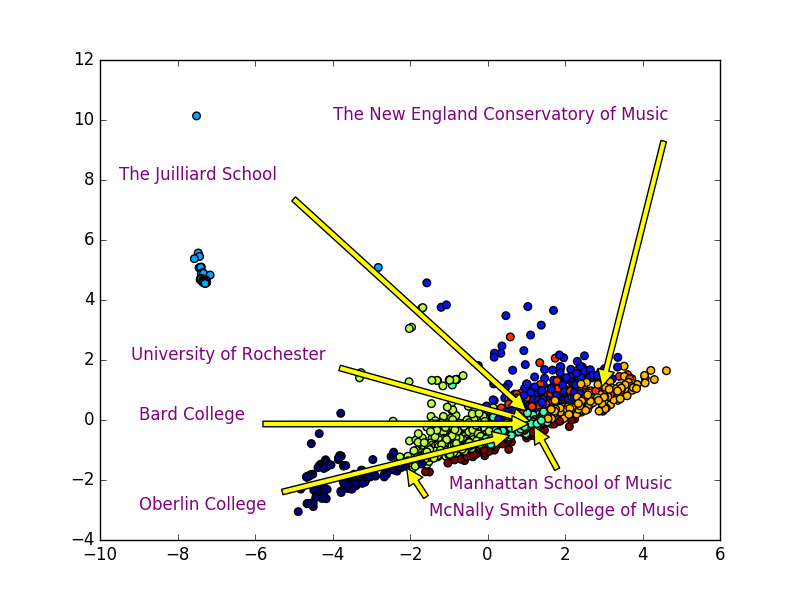 12
10
8
6
4
2
0
−2
−4
−10
−8
−6
−4
−2
0
2
4
6
The New England Conservatory of Music
The Juilliard School
University of Rochester
Bard College
Oberlin College
Manhattan School of Music
McNally Smith College of Music